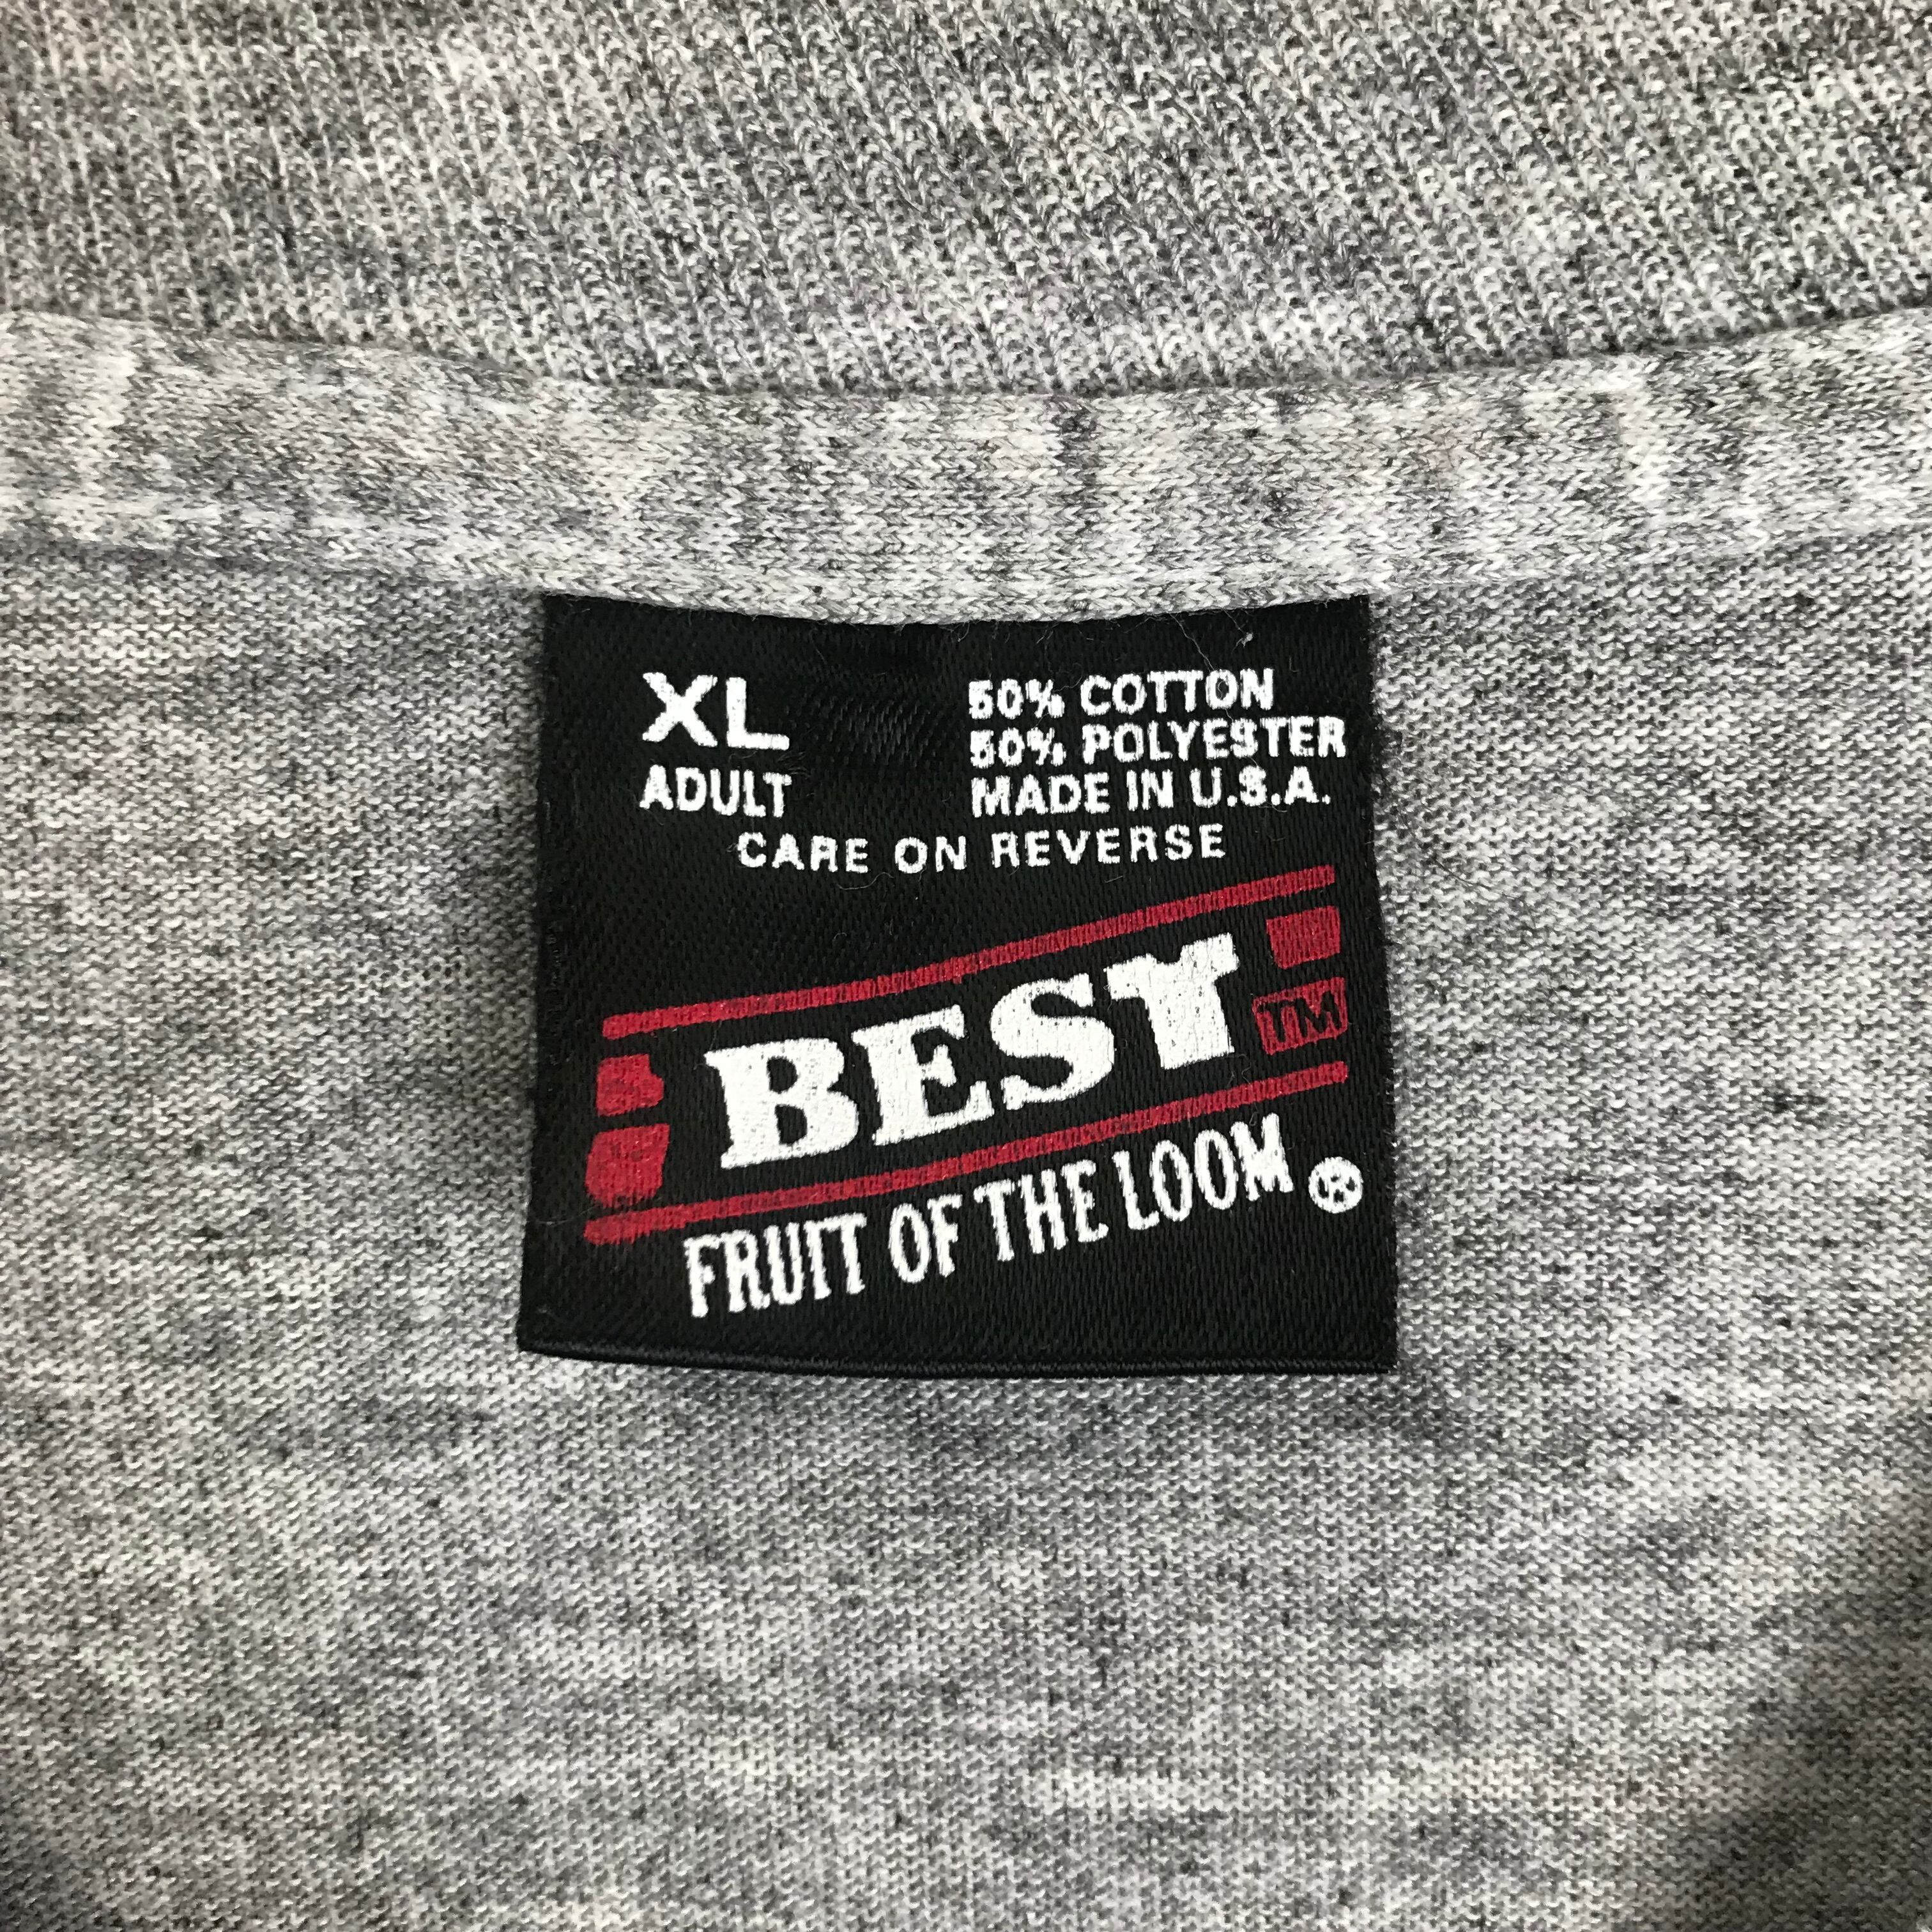 XL
ADULT
50% COTTON
50% POLYESTER
MADE IN U.S.A.
CARE ON REVERSE
BEST TM
FRUIT OF THE LOOM ®